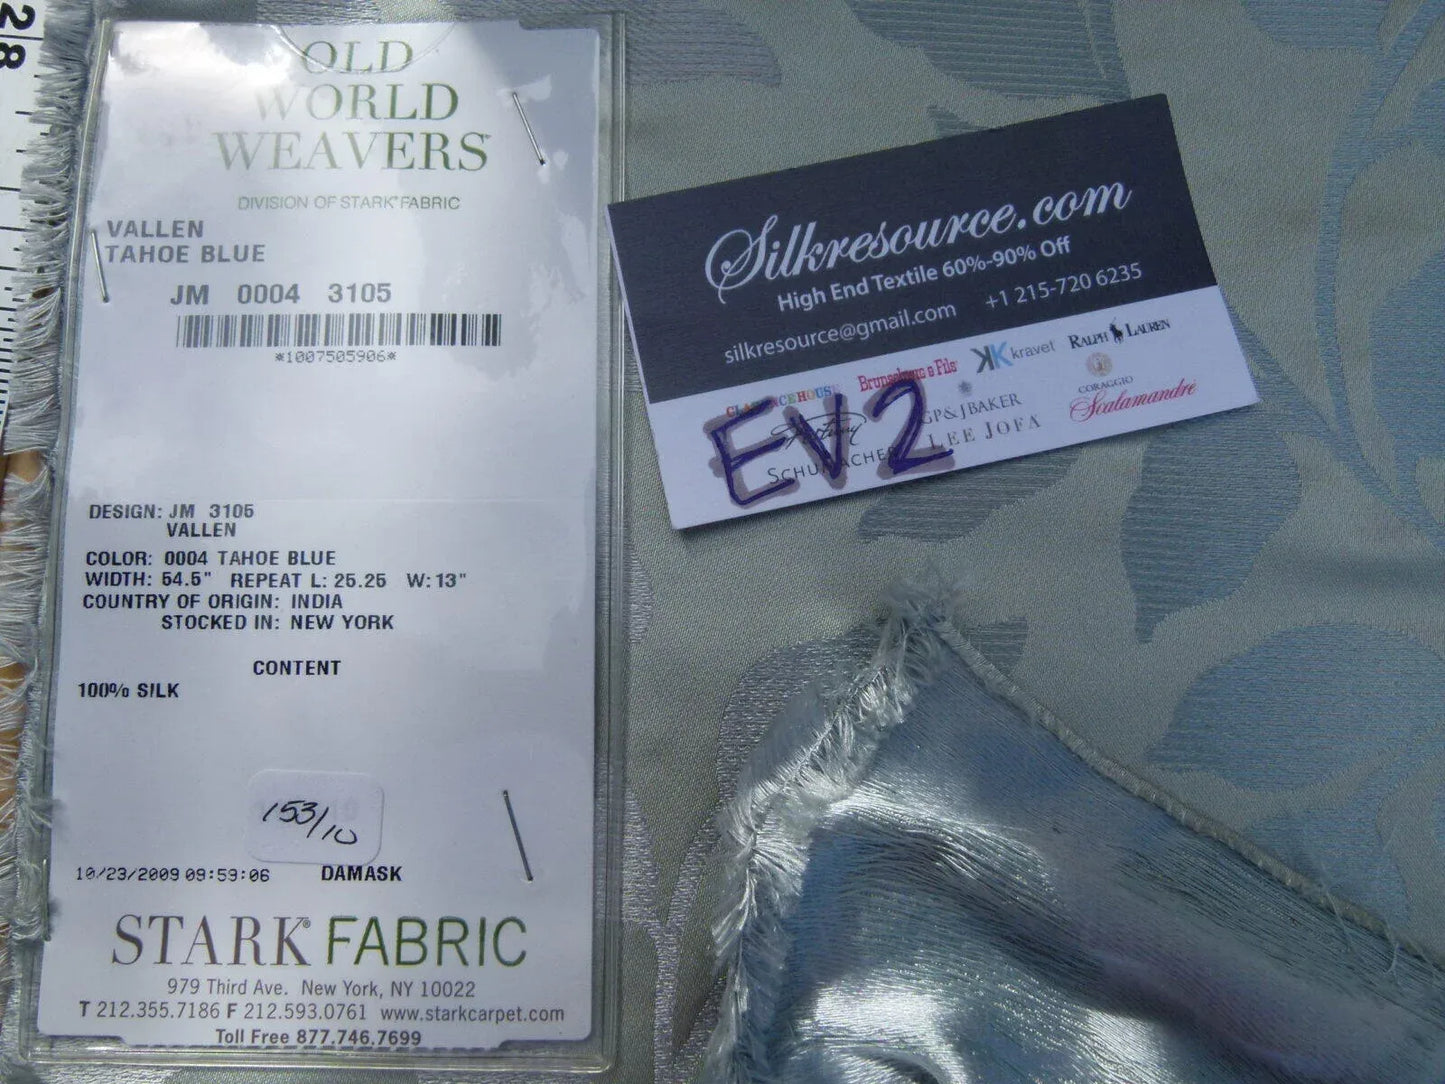 28
OLD
WORLD
WEAVERS
DIVISION OF STARK® FABRIC
VALLEN
TAHOE BLUE
JM 0004 3105
*1007505906*
DESIGN: JM 3105
VALLEN
COLOR: 0004 TAHOE BLUE
WIDTH: 54.5" REPEAT L: 25.25 W: 13"
COUNTRY OF ORIGIN: INDIA
STOCKED IN: NEW YORK
CONTENT
100% SILK
153/10
10/23/2009 09:59:06 DAMASK
STARK® FABRIC
979 Third Ave. New York, NY 10022
T 212.355.7186 F 212.593.0761 www.starkcarpet.com
Toll Free 877.746.7699
Silkresource.com
High End Textile 60%-90% Off
silkresource@gmail.com +1 215-720 6235
CLARENCE HOUSE Brunschwig & Fils kravet RALPH LAUREN
GP & J BAKER CORAGGIO
SCHUMACHER LEE JOFA Scalamandré
EV2